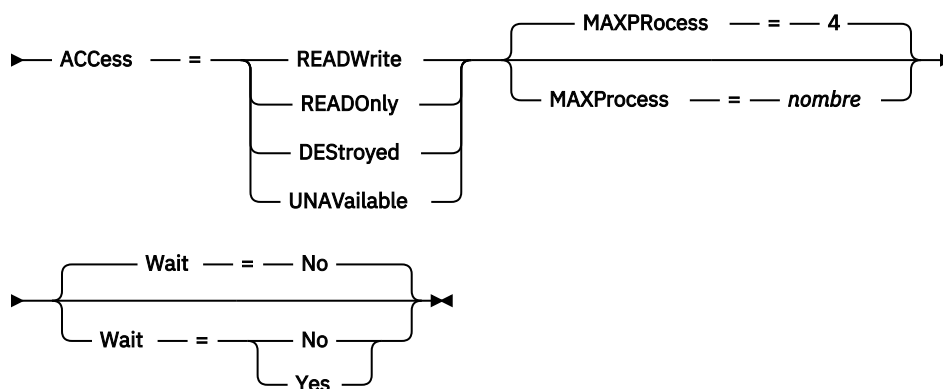 MAXPRocess = 4
ACCess = READWrite
READOnly
DEStroyed
UNAVailable
MAXProcess = nombre
Wait = No
Wait = No
Yes